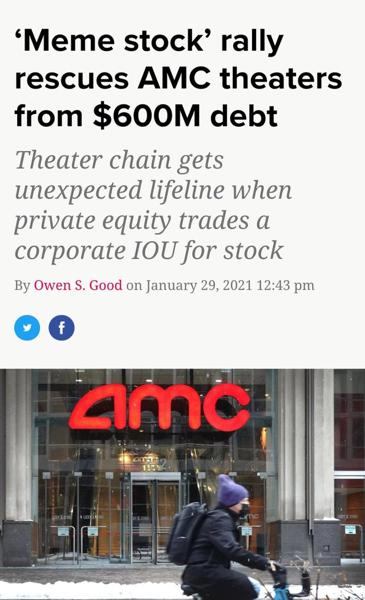 ‘Meme stock’ rally
rescues AMC theaters
from $600M debt
Theater chain gets
unexpected lifeline when
private equity trades a
corporate IOU for stock
By Owen S. Good on January 29, 2021 12:43 pm
amc